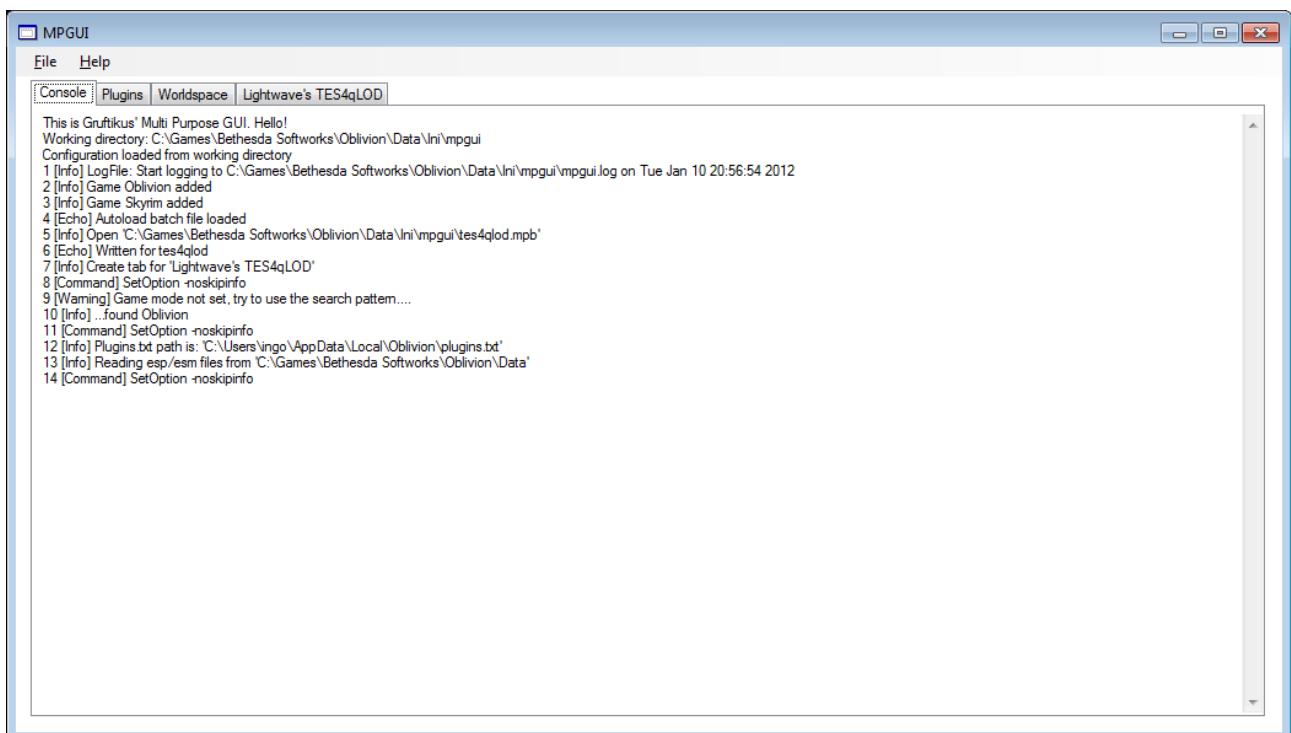 MPGUI
File Help
Console Plugins Worldspace Lightwave's TES4qLOD
This is Gruftikus' Multi Purpose GUI. Hello!
Working directory: C:\Games\Bethesda Softworks\Oblivion\Data\Ini\mpgui
Configuration loaded from working directory
1 [Info] LogFile: Start logging to C:\Games\Bethesda Softworks\Oblivion\Data\Ini\mpgui\mpgui.log on Tue Jan 10 20:56:54 2012
2 [Info] Game Oblivion added
3 [Info] Game Skyrim added
4 [Echo] Autoload batch file loaded
5 [Info] Open 'C:\Games\Bethesda Softworks\Oblivion\Data\Ini\mpgui\tes4qlod.mpb'
6 [Echo] Written for tes4qlod
7 [Info] Create tab for 'Lightwave's TES4qLOD'
8 [Command] SetOption -noskipinfo
9 [Warning] Game mode not set, try to use the search pattern....
10 [Info] ...found Oblivion
11 [Command] SetOption -noskipinfo
12 [Info] Plugins.txt path is: 'C:\Users\ingo\AppData\Local\Oblivion\plugins.txt'
13 [Info] Reading esp/esm files from 'C:\Games\Bethesda Softworks\Oblivion\Data'
14 [Command] SetOption -noskipinfo